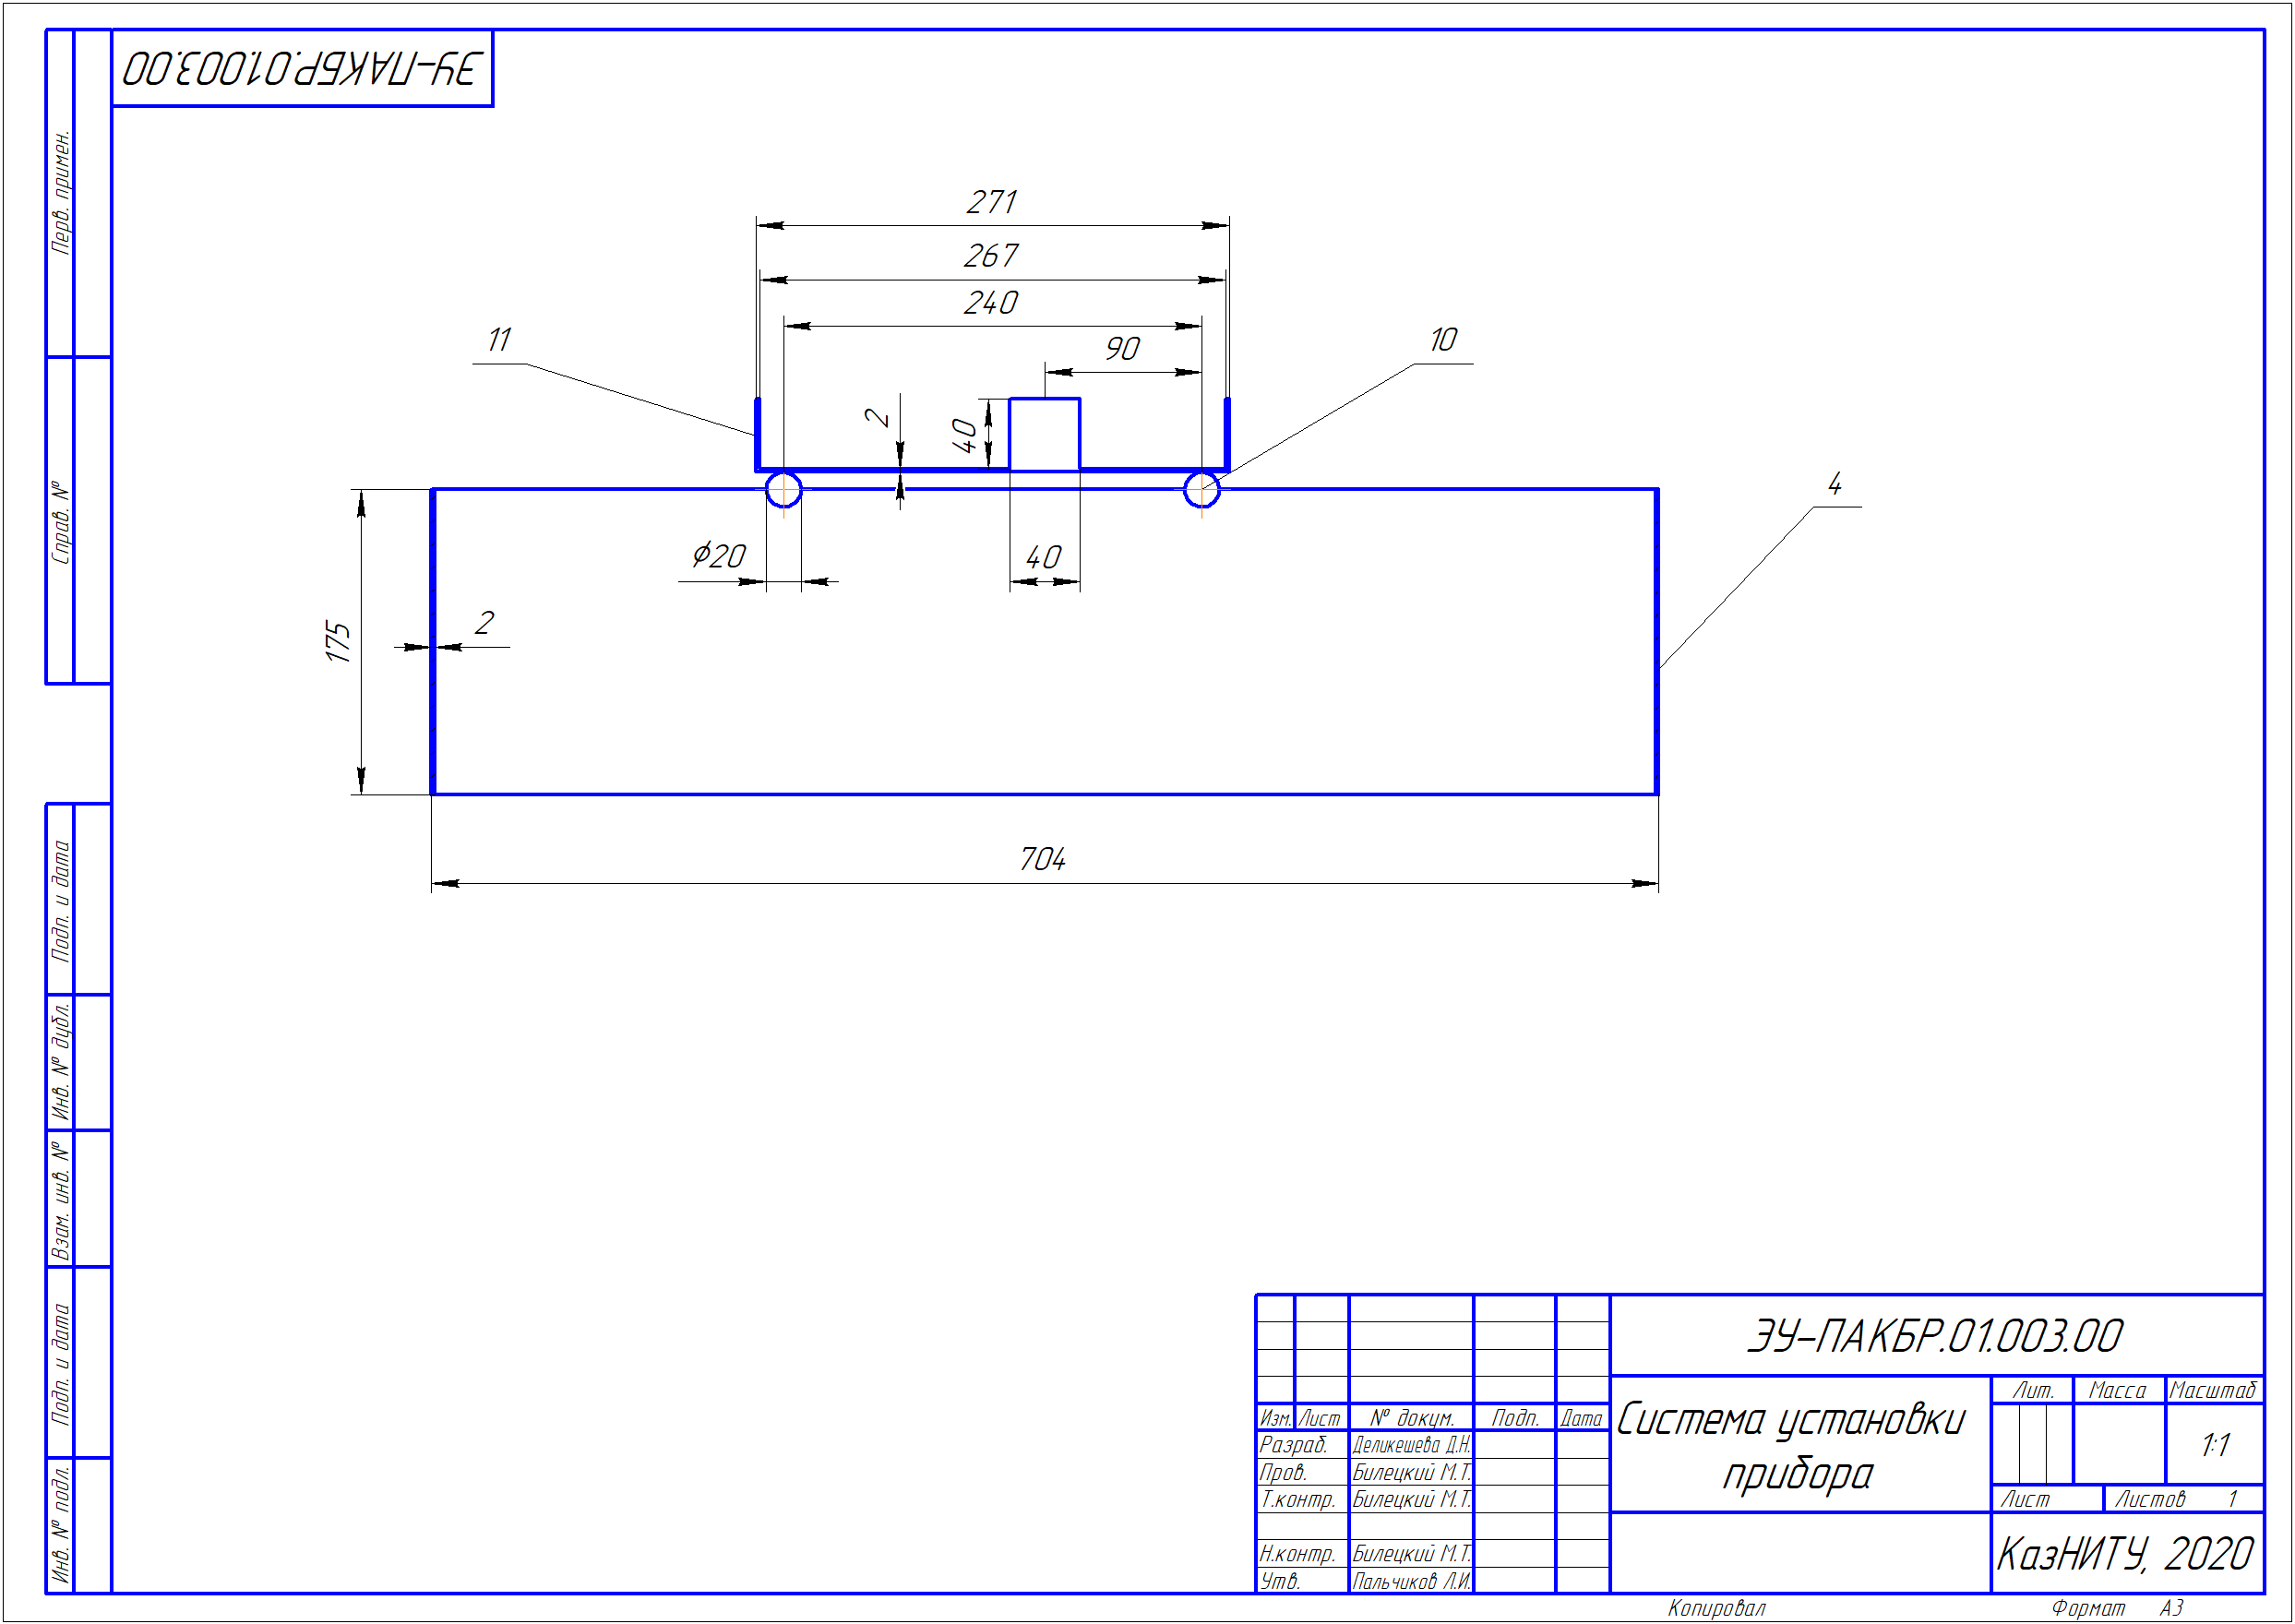 ЭУ-ПАКБР.01.003.00
Перв. примен.
Справ. №
Подп. и дата
Инв. № дубл.
Взам. инв. №
Подп. и дата
Инв. № подл.
271
267
240
90
11
10
2
40
4
175
2
⌀20
40
704
ЭУ-ПАКБР.01.003.00
Лит. Масса Масштаб
Изм. Лист № докум. Подп. Дата
Система установки
прибора
Разраб. Деликешева Д.Н.
1:1
Пров. Билецкий М.Т.
Т.контр. Билецкий М.Т.
Лист Листов 1
Н.контр. Билецкий М.Т.
Утв. Пальчиков Л.И.
КазНИТУ, 2020
Копировал Формат А3